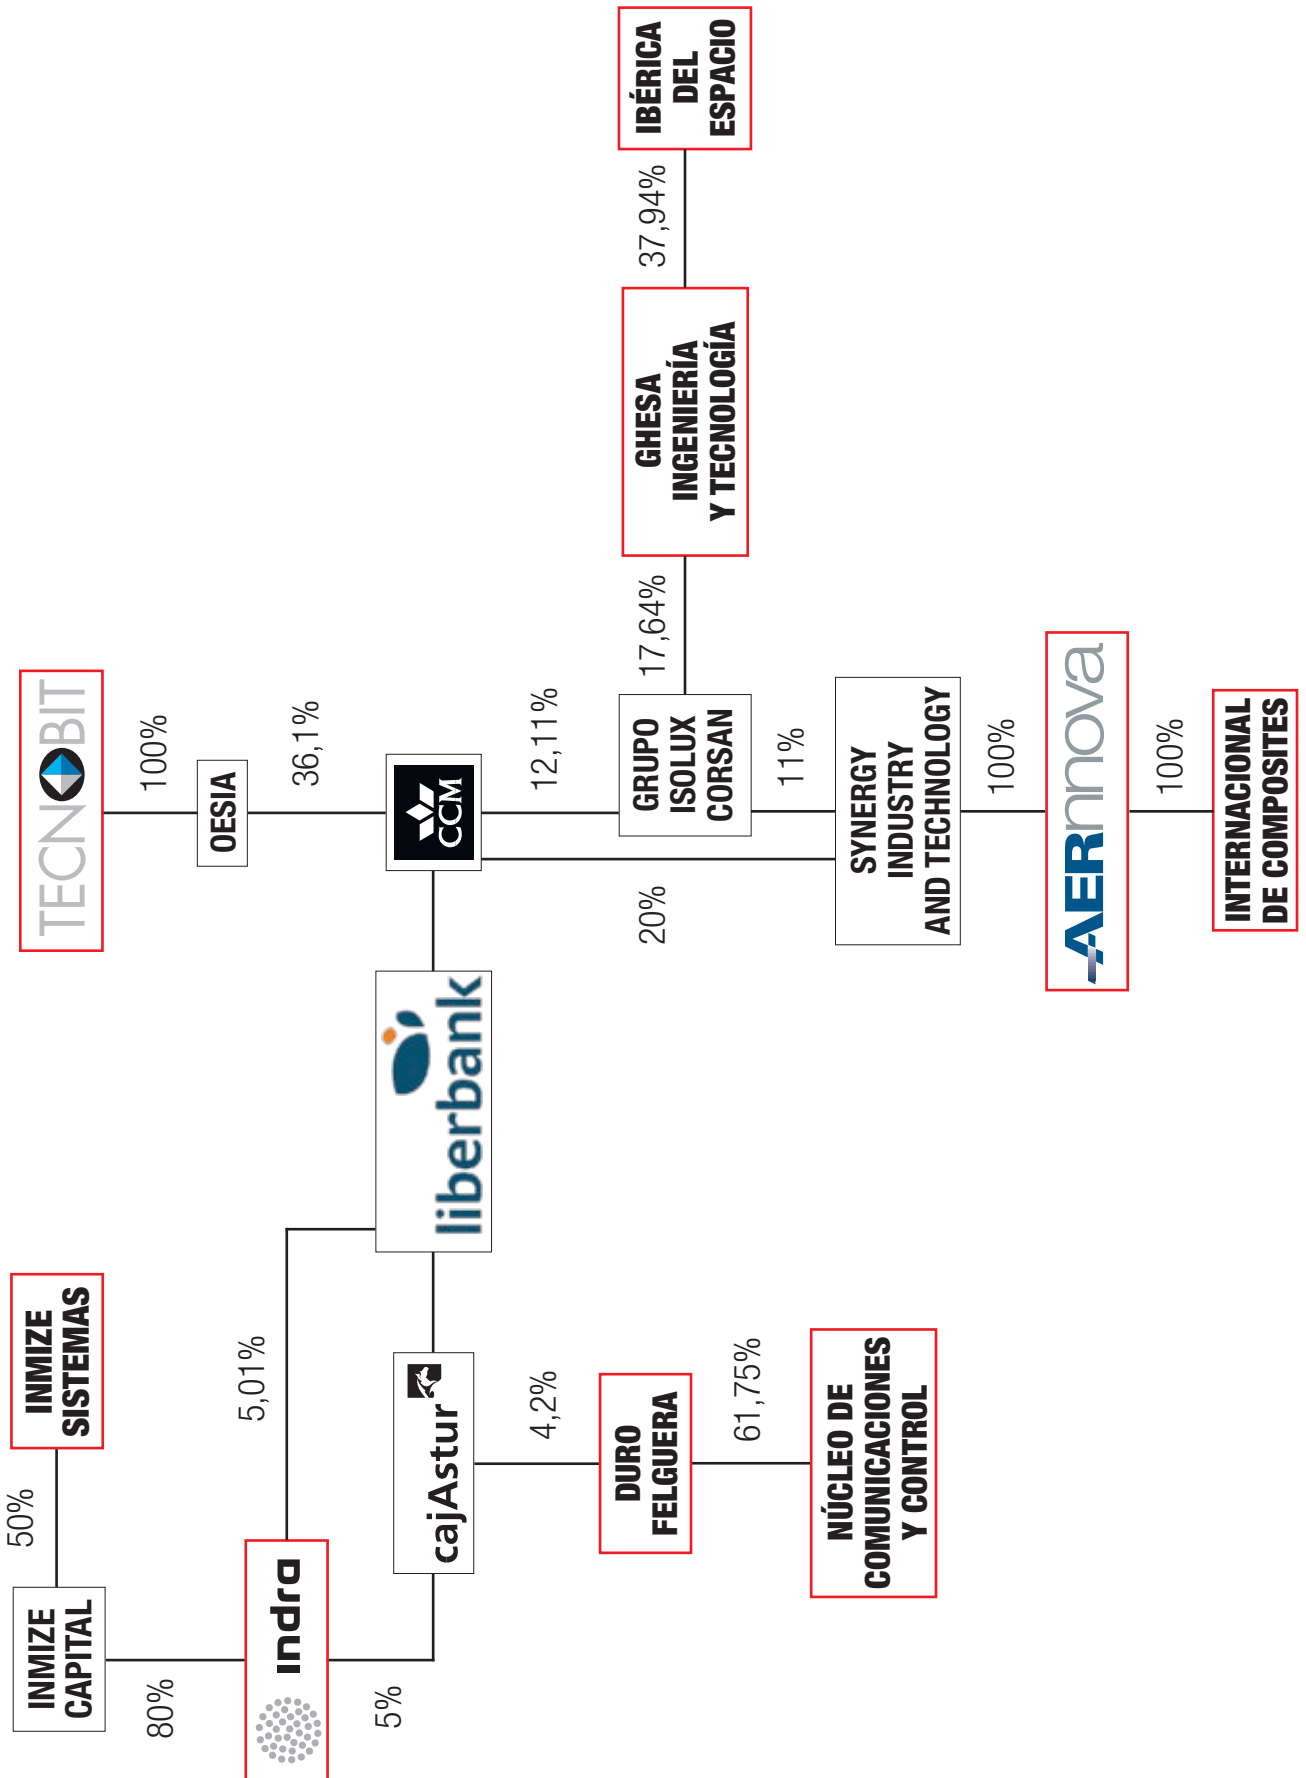 INMIZE
CAPITAL
50%
INMIZE
SISTEMAS
80%
indra
5%
5,01%
cajAstur
4,2%
DURO
FELGUERA
61,75%
NÚCLEO DE
COMUNICACIONES
Y CONTROL
liberbank
TECNOBIT
100%
OESIA
36,1%
CCM
12,11%
20%
GRUPO
ISOLUX
CORSAN
17,64%
GHESA
INGENIERÍA
Y TECNOLOGÍA
37,94%
IBÉRICA
DEL
ESPACIO
11%
SYNERGY
INDUSTRY
AND TECHNOLOGY
100%
AERnnova
100%
INTERNACIONAL
DE COMPOSITES